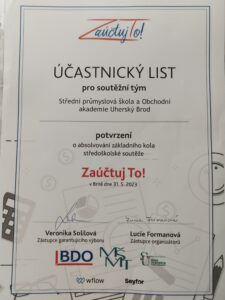 Zaúčtuj To!
ÚČASTNICKÝ LIST
pro soutěžní tým
Střední průmyslová škola a Obchodní
akademie Uherský Brod
potvrzení
o absolvování základního kola
středoškolské soutěže
Zaúčtuj To!
v Brně dne 31. 5. 2023
Veronika Solilová
Zástupce garantujícího výboru
Lucie Formanová
Zástupce organizátorů
BDO
MŠMT
wflow
Seyfor